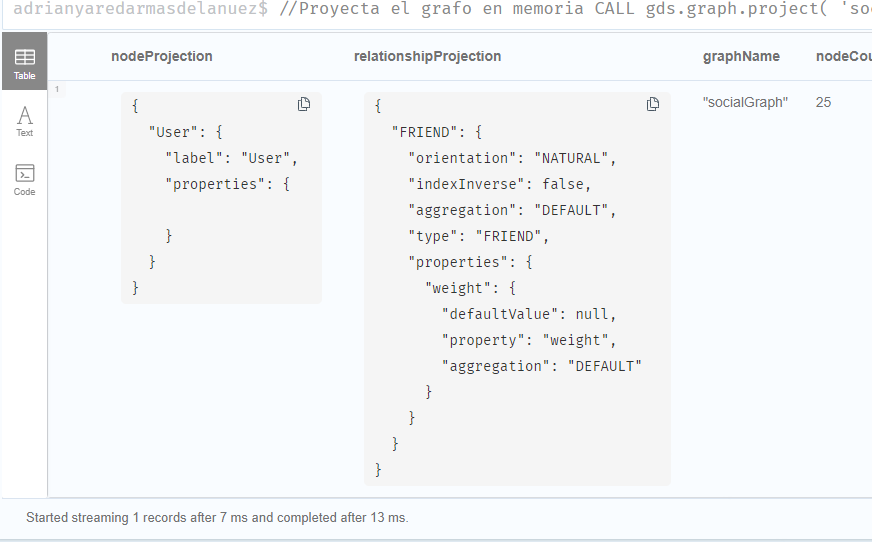 adrianyaredarmasdelanuez$ //Proyecta el grafo en memoria CALL gds.graph.project( 'so
nodeProjection relationshipProjection graphName nodeCou
Table
Text
Code
1
{
"User": {
"label": "User",
"properties": {
}
}
}
{
"FRIEND": {
"orientation": "NATURAL",
"indexInverse": false,
"aggregation": "DEFAULT",
"type": "FRIEND",
"properties": {
"weight": {
"defaultValue": null,
"property": "weight",
"aggregation": "DEFAULT"
}
}
}
}
"socialGraph"
25
Started streaming 1 records after 7 ms and completed after 13 ms.